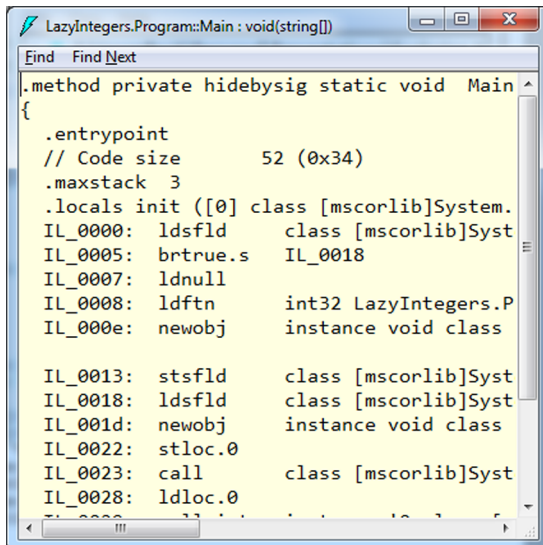 LazyIntegers.Program::Main : void(string[])
Find Find Next
.method private hidebysig static void Main
{
.entrypoint
// Code size 52 (0x34)
.maxstack 3
.locals init ([0] class [mscorlib]System.
IL_0000: ldsfld class [mscorlib]Syst
IL_0005: brtrue.s IL_0018
IL_0007: ldnull
IL_0008: ldftn int32 LazyIntegers.P
IL_000e: newobj instance void class
IL_0013: stsfld class [mscorlib]Syst
IL_0018: ldsfld class [mscorlib]Syst
IL_001d: newobj instance void class
IL_0022: stloc.0
IL_0023: call class [mscorlib]Syst
IL_0028: ldloc.0